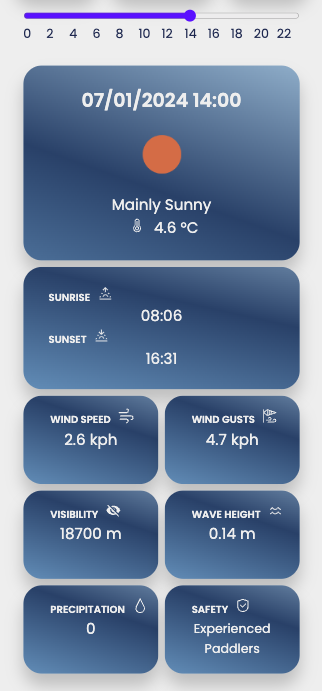 0 2 4 6 8 10 12 14 16 18 20 22
07/01/2024 14:00
Mainly Sunny
4.6 °C
SUNRISE
08:06
SUNSET
16:31
WIND SPEED
2.6 kph
WIND GUSTS
4.7 kph
VISIBILITY
18700 m
WAVE HEIGHT
0.14 m
PRECIPITATION
0
SAFETY
Experienced
Paddlers